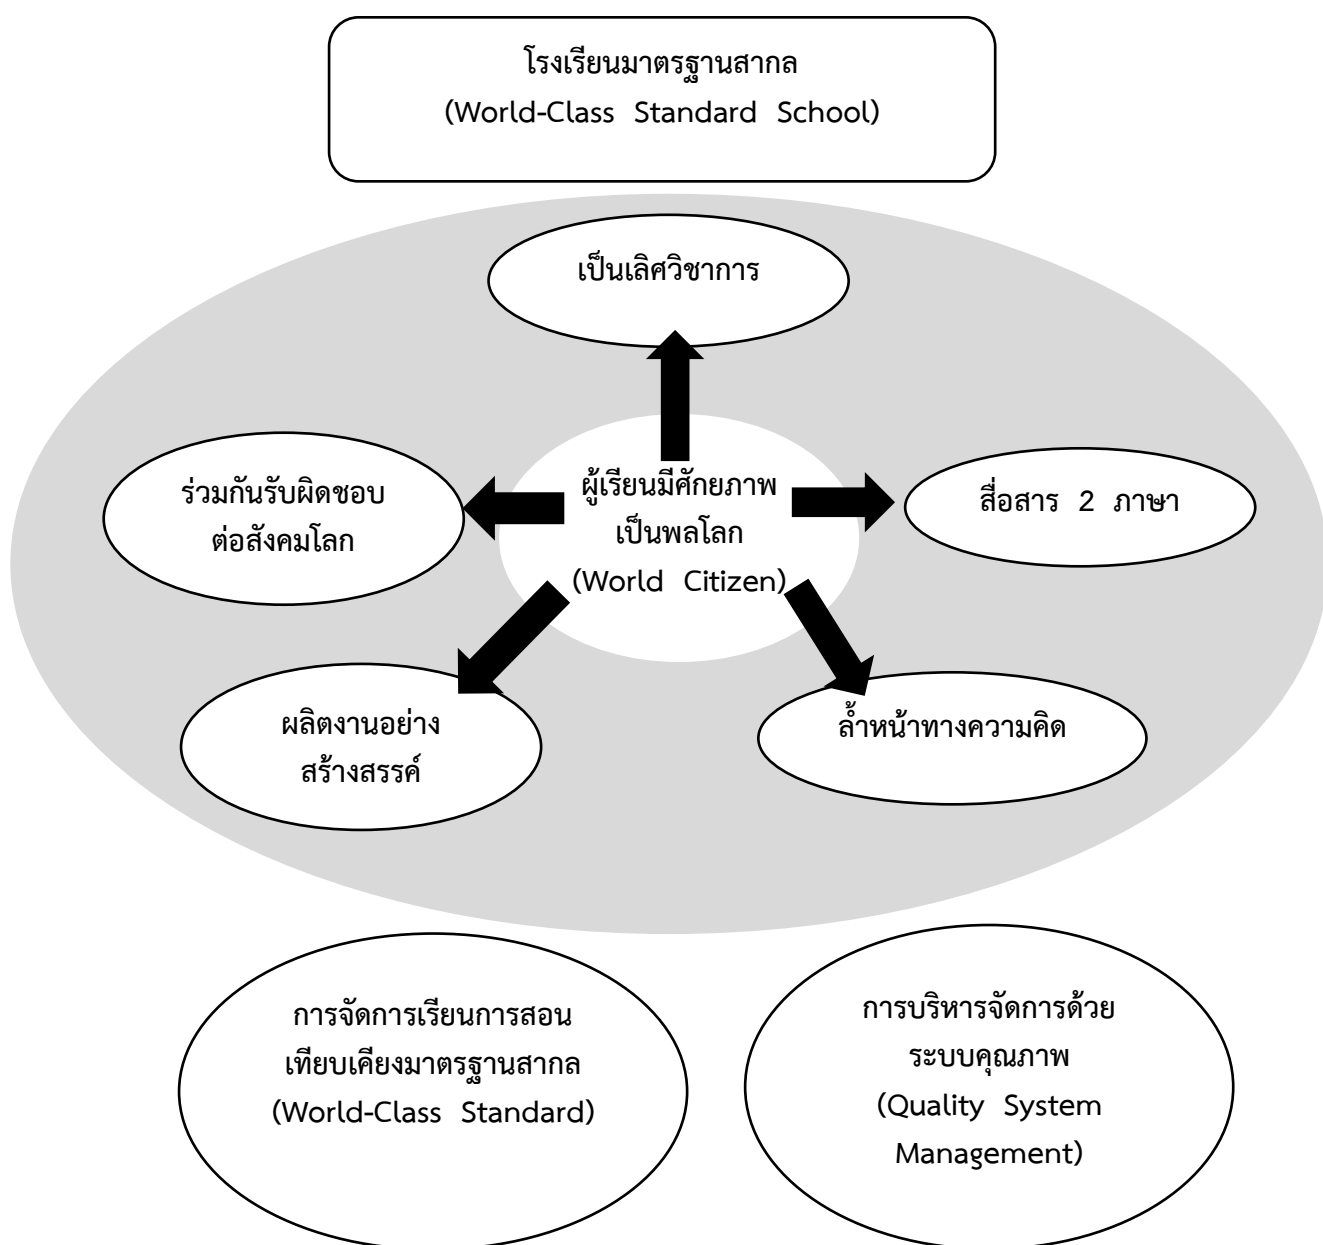 โรงเรียนมาตรฐานสากล
(World-Class Standard School)
เป็นเลิศวิชาการ
ร่วมกันรับผิดชอบ
ต่อสังคมโลก
ผู้เรียนมีศักยภาพ
เป็นพลโลก
(World Citizen)
สื่อสาร 2 ภาษา
ผลิตงานอย่าง
สร้างสรรค์
ล้ำหน้าทางความคิด
การจัดการเรียนการสอน
เทียบเคียงมาตรฐานสากล
(World-Class Standard)
การบริหารจัดการด้วย
ระบบคุณภาพ
(Quality System
Management)